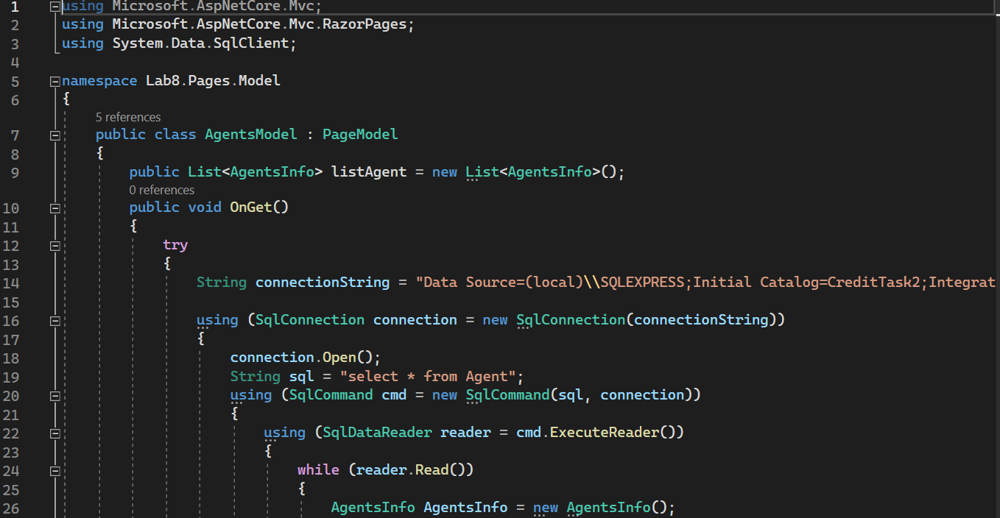 1 using Microsoft.AspNetCore.Mvc;
2 using Microsoft.AspNetCore.Mvc.RazorPages;
3 using System.Data.SqlClient;
4
5 namespace Lab8.Pages.Model
6 {
5 references
7 public class AgentsModel : PageModel
8 {
9 public List<AgentsInfo> listAgent = new List<AgentsInfo>();
0 references
10 public void OnGet()
11 {
12 try
13 {
14 String connectionString = "Data Source=(local)\\SQLEXPRESS;Initial Catalog=CreditTask2;Integrat
15
16 using (SqlConnection connection = new SqlConnection(connectionString))
17 {
18 connection.Open();
19 String sql = "select * from Agent";
20 using (SqlCommand cmd = new SqlCommand(sql, connection))
21 {
22 using (SqlDataReader reader = cmd.ExecuteReader())
23 {
24 while (reader.Read())
25 {
26 AgentsInfo AgentsInfo = new AgentsInfo();